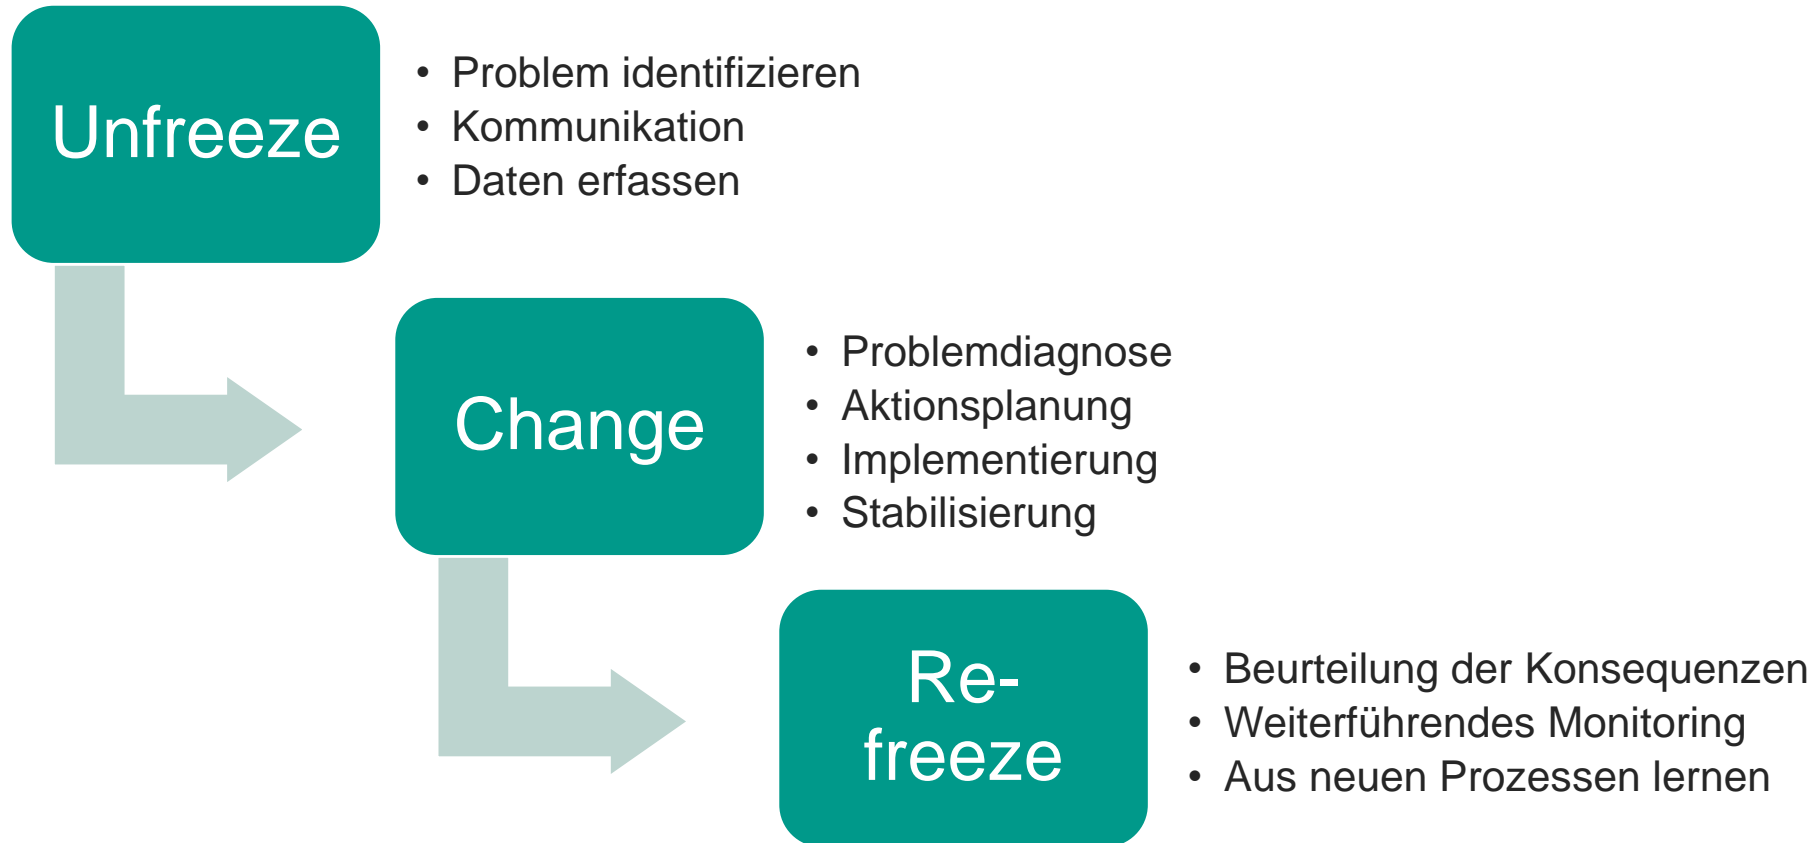 Unfreeze
• Problem identifizieren
• Kommunikation
• Daten erfassen
Change
• Problemdiagnose
• Aktionsplanung
• Implementierung
• Stabilisierung
Re-
freeze
• Beurteilung der Konsequenzen
• Weiterführendes Monitoring
• Aus neuen Prozessen lernen